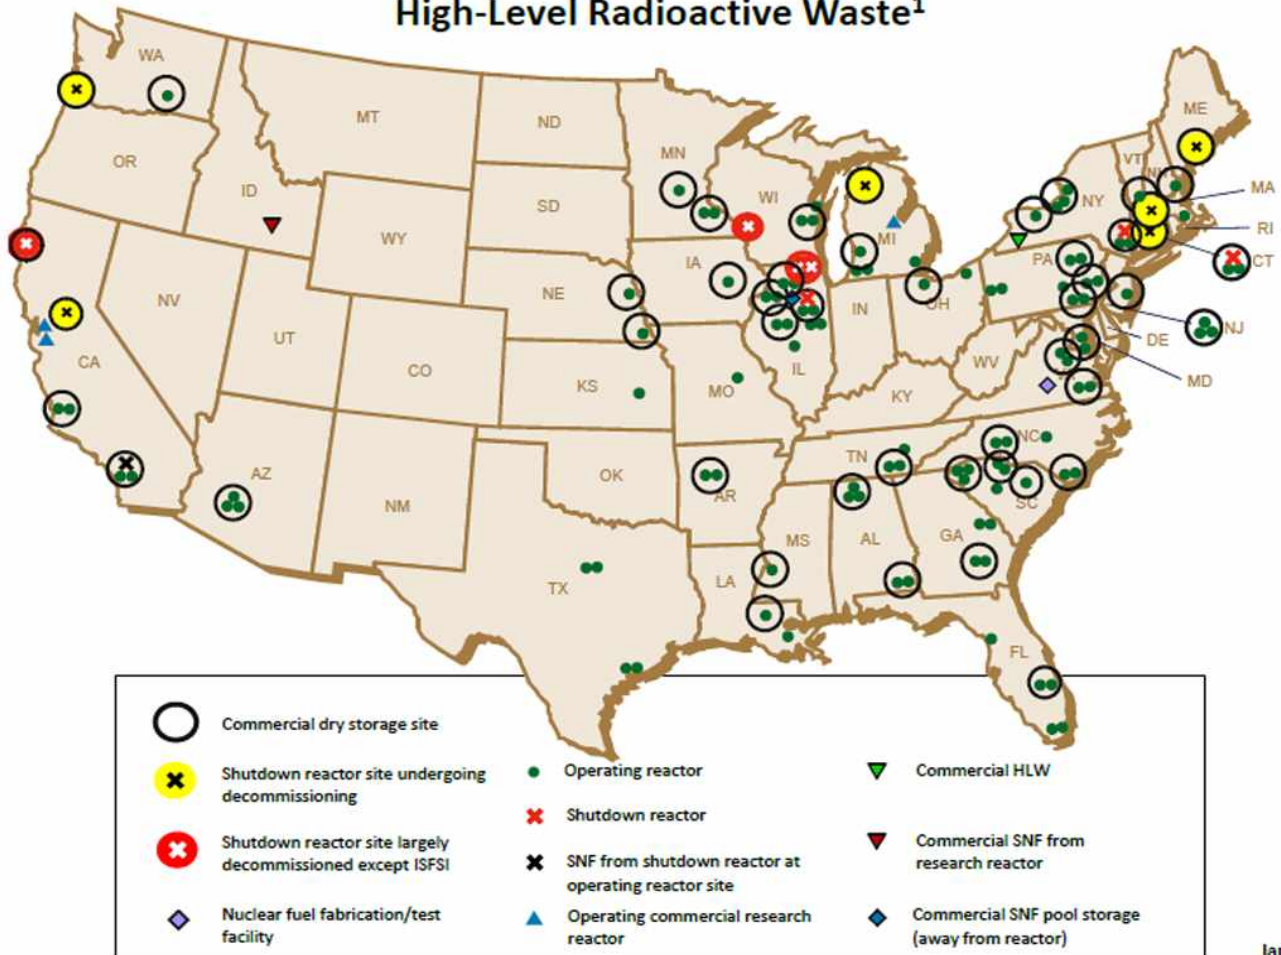 High-Level Radioactive Waste¹
WA
MT
ND
MN
ME
OR
ID
SD
WI
VT
NH
NY
MA
WY
MI
RI
IA
PA
CT
NV
NE
OH
UT
IN
NJ
CA
CO
IL
WV
DE
KS
MO
KY
MD
NC
TN
AZ
OK
AR
SC
NM
MS
AL
GA
TX
LA
FL
Commercial dry storage site
Shutdown reactor site undergoing
decommissioning
Shutdown reactor site largely
decommissioned except ISFSI
Nuclear fuel fabrication/test
facility
Operating reactor
Shutdown reactor
SNF from shutdown reactor at
operating reactor site
Operating commercial research
reactor
Commercial HLW
Commercial SNF from
research reactor
Commercial SNF pool storage
(away from reactor)